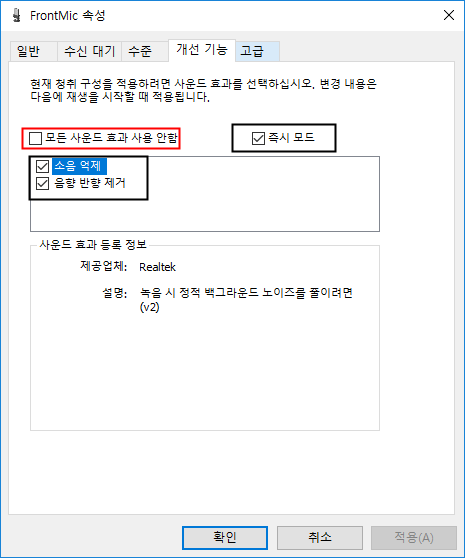 FrontMic 속성
일반 수신 대기 수준 개선 기능 고급
현재 청취 구성을 적용하려면 사운드 효과를 선택하십시오. 변경 내용은
다음에 재생을 시작할 때 적용됩니다.
모든 사운드 효과 사용 안함 즉시 모드
소음 억제
음향 반향 제거
사운드 효과 등록 정보
제공업체: Realtek
설명: 녹음 시 정적 백그라운드 노이즈를 줄이려면
(v2)
확인 취소 적용(A)